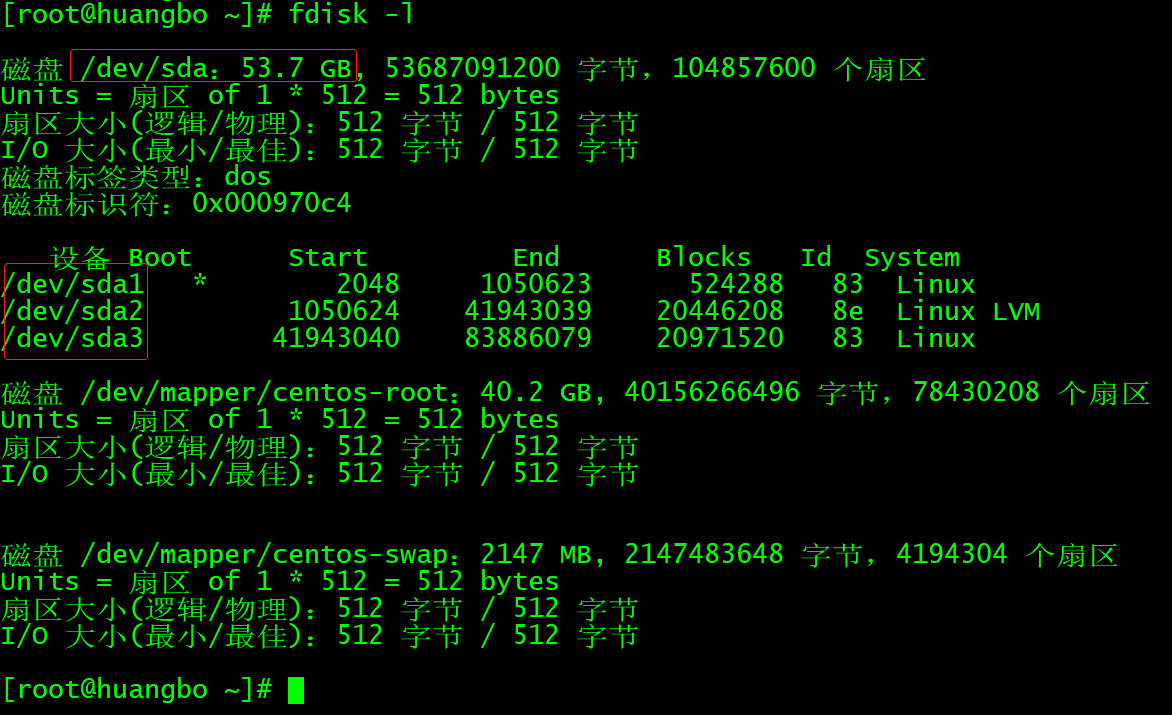 [root@huangbo ~]# fdisk -l
磁盘 /dev/sda：53.7 GB, 53687091200 字节，104857600 个扇区
Units = 扇区 of 1 * 512 = 512 bytes
扇区大小(逻辑/物理)：512 字节 / 512 字节
I/O 大小(最小/最佳)：512 字节 / 512 字节
磁盘标签类型：dos
磁盘标识符：0x000970c4
设备 Boot      Start         End      Blocks   Id  System
/dev/sda1   *        2048     1050623      524288   83  Linux
/dev/sda2         1050624    41943039    20446208   8e  Linux LVM
/dev/sda3        41943040    83886079    20971520   83  Linux
磁盘 /dev/mapper/centos-root：40.2 GB, 40156266496 字节，78430208 个扇区
Units = 扇区 of 1 * 512 = 512 bytes
扇区大小(逻辑/物理)：512 字节 / 512 字节
I/O 大小(最小/最佳)：512 字节 / 512 字节
磁盘 /dev/mapper/centos-swap：2147 MB, 2147483648 字节，4194304 个扇区
Units = 扇区 of 1 * 512 = 512 bytes
扇区大小(逻辑/物理)：512 字节 / 512 字节
I/O 大小(最小/最佳)：512 字节 / 512 字节
[root@huangbo ~]#